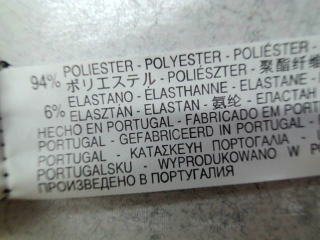 94% POLIESTER - POLYESTER - POLIÉSTER -
ポリエステル - POLIÉSZTER - 聚酯纤维
6% ELASTANO - ÉLASTHANNE - ELASTANE -
ELASZTÁN - ELASTAN - 氨纶 - ЕЛАСТАН
HECHO EN PORTUGAL - FABRICADO EM PORT
PORTUGAL - GEFABRICEERD IN PORTUGAL -
PORTUGAL - ΚΑΤΑΣΚΕΥΗ ΠΟΡΤΟΓΑΛΙΑ -
PORTUGALSKU - WYPRODUKOWANO W P
ПРОИЗВЕДЕНО В ПОРТУГАЛИЯ